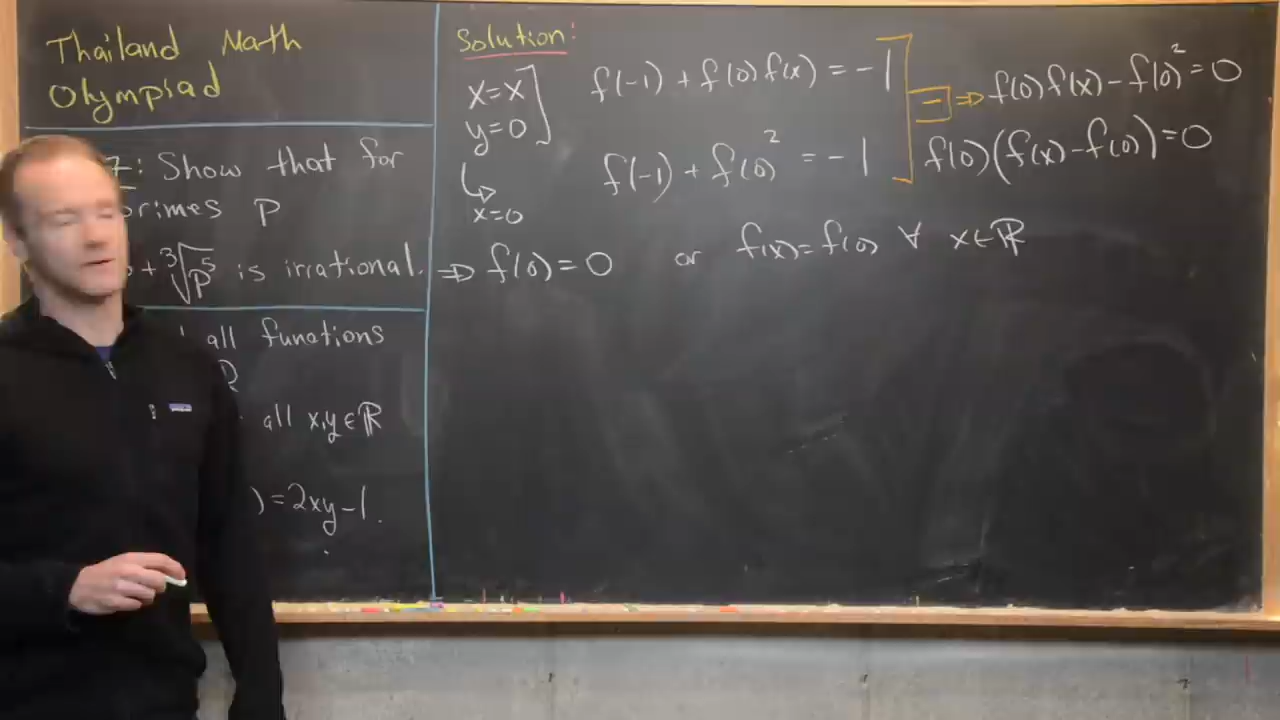 Thailand Math
Olympiad
7: Show that for
primes P
+ ∛P⁵ is irrational.
all functions
R
all x,y ∈ ℝ
) = 2xy - 1.
Solution:
x = x
y = 0
↳ x = 0
f(-1) + f(0)f(x) = -1
f(-1) + f(0)² = -1
[-] ⇒ f(0)f(x) - f(0)² = 0
f(0)(f(x) - f(0)) = 0
⇒ f(0) = 0 or f(x) = f(0) ∀ x ∈ ℝ